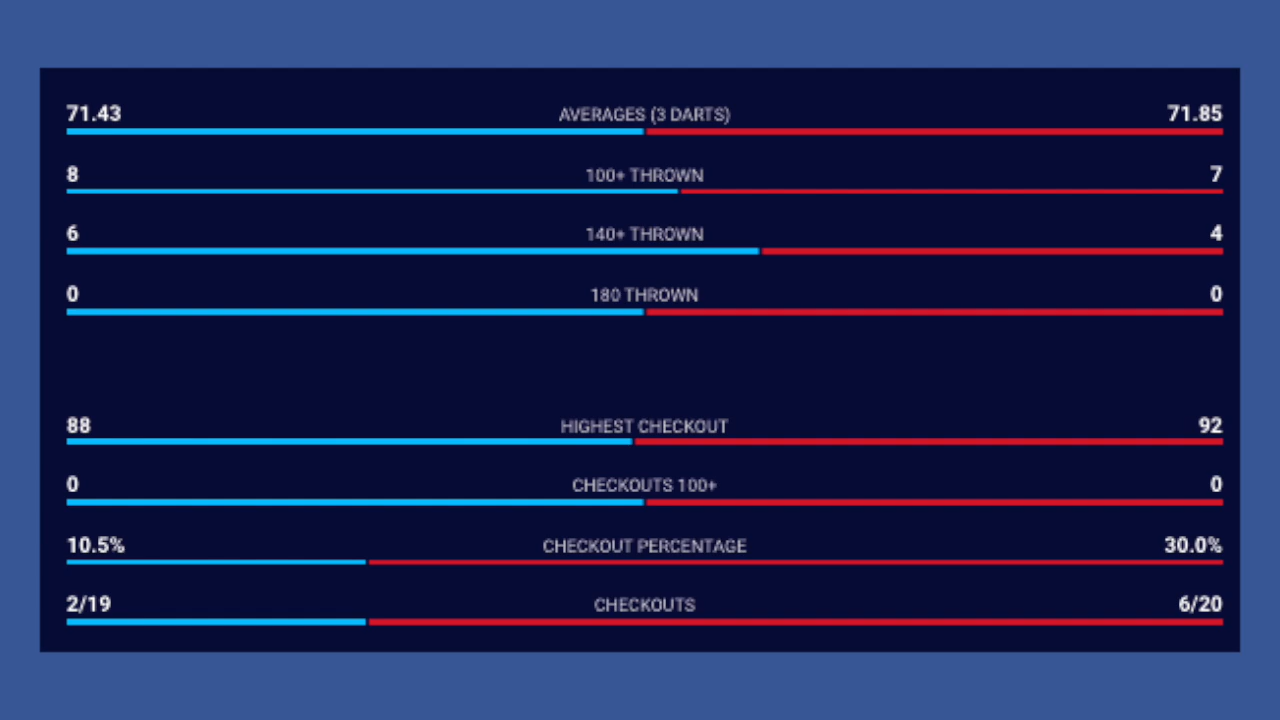 71.43 AVERAGES (3 DARTS) 71.85
8 100+ THROWN 7
6 140+ THROWN 4
0 180 THROWN 0
88 HIGHEST CHECKOUT 92
0 CHECKOUTS 100+ 0
10.5% CHECKOUT PERCENTAGE 30.0%
2/19 CHECKOUTS 6/20